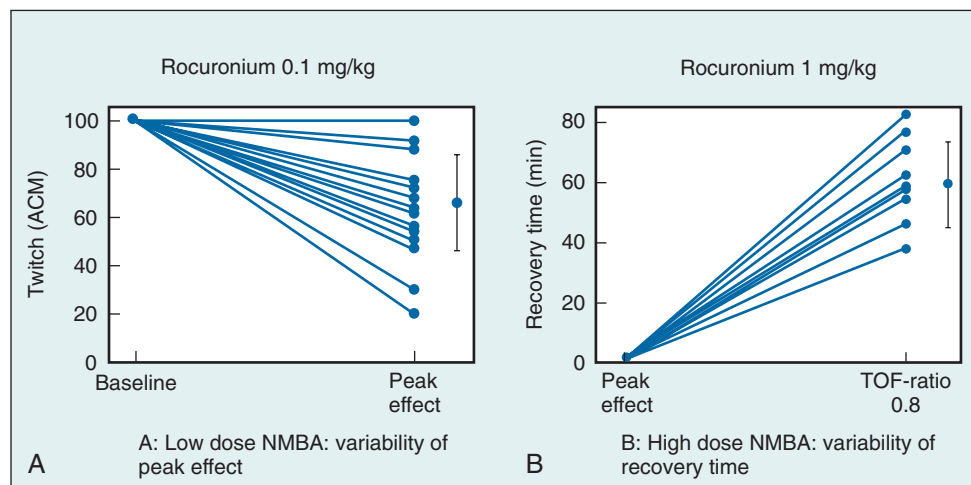 Rocuronium 0.1 mg/kg
Twitch (ACM)
100
80
60
40
20
0
Baseline
Peak
effect
A
A: Low dose NMBA: variability of
peak effect
Rocuronium 1 mg/kg
Recovery time (min)
80
60
40
20
0
Peak
effect
TOF-ratio
0.8
B
B: High dose NMBA: variability of
recovery time